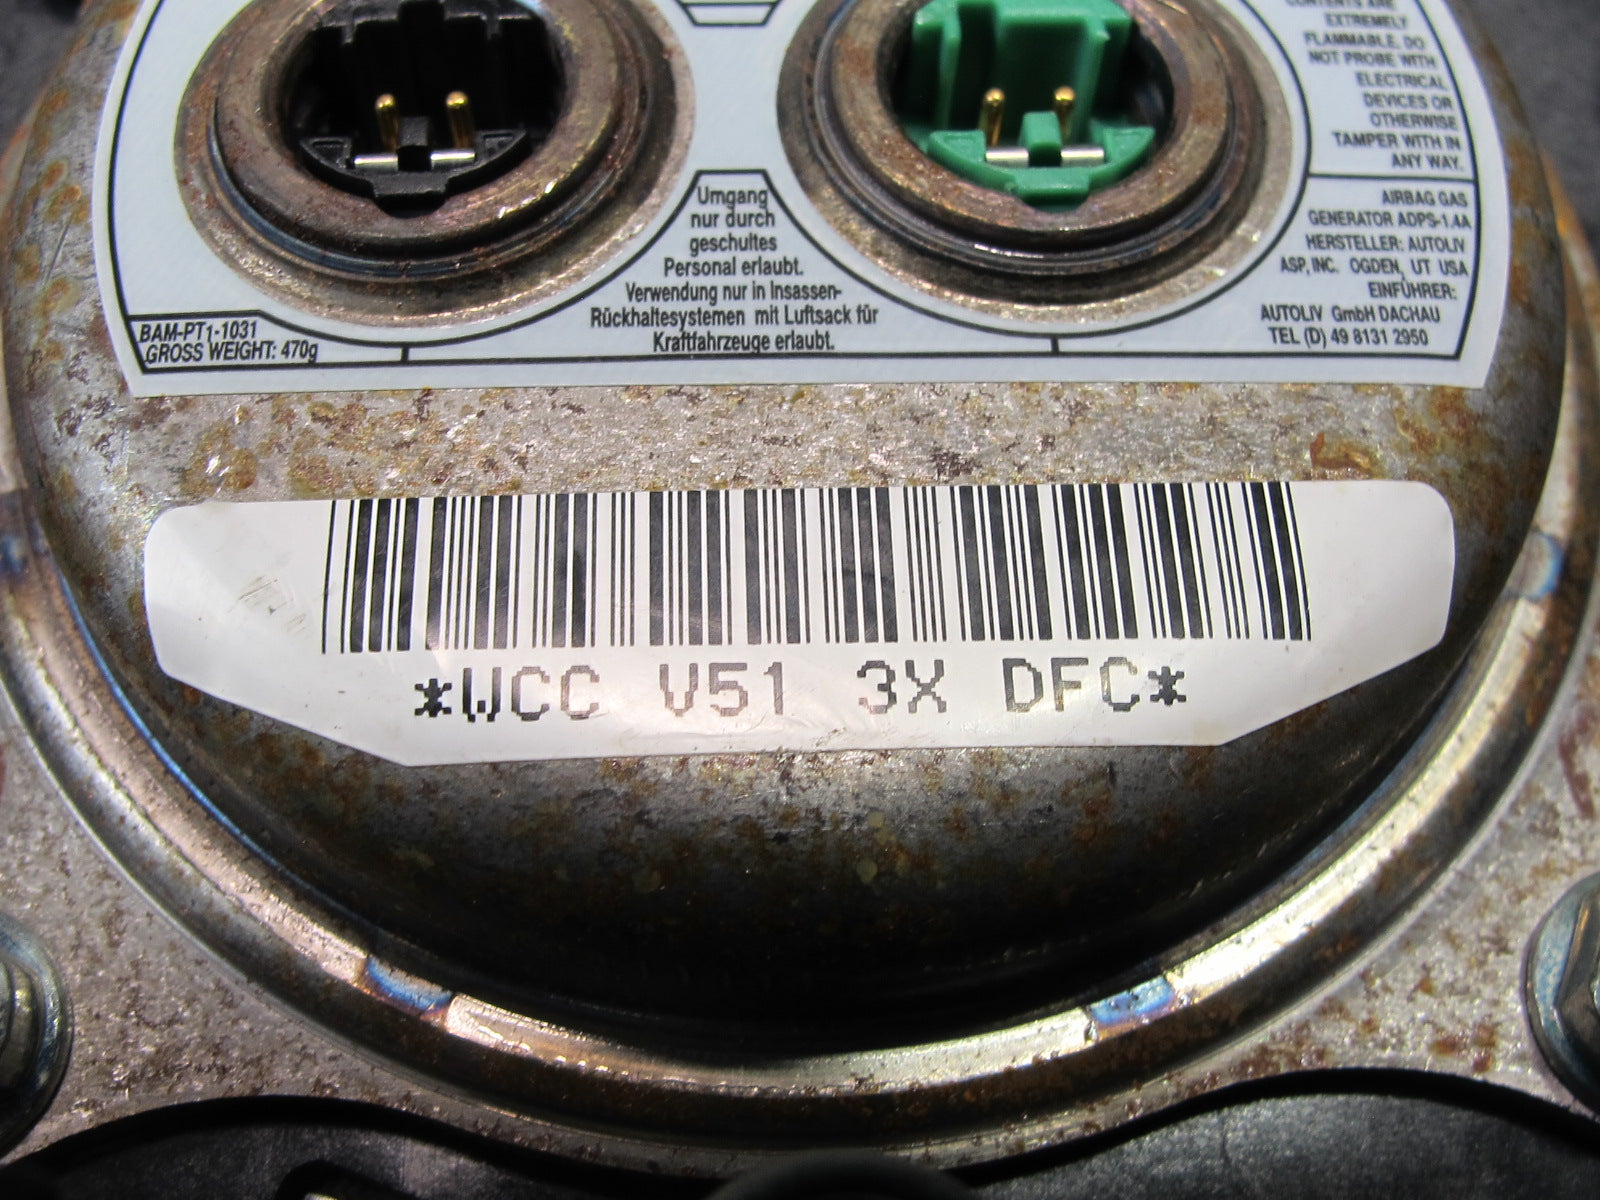 CONTENTS ARE
EXTREMELY
FLAMMABLE. DO
NOT PROBE WITH
ELECTRICAL
DEVICES OR
OTHERWISE
TAMPER WITH IN
ANY WAY.
Umgang
nur durch
geschultes
Personal erlaubt.
Verwendung nur in Insassen-
Rückhaltesystemen mit Luftsack für
Kraftfahrzeuge erlaubt.
AIRBAG GAS
GENERATOR ADPS-1.4A
HERSTELLER: AUTOLIV
ASP, INC. OGDEN, UT USA
EINFÜHRER:
AUTOLIV GmbH DACHAU
TEL (D) 49 8131 2950
BAM-PT1-1031
GROSS WEIGHT: 470g
*WCC V51 3X DFC*